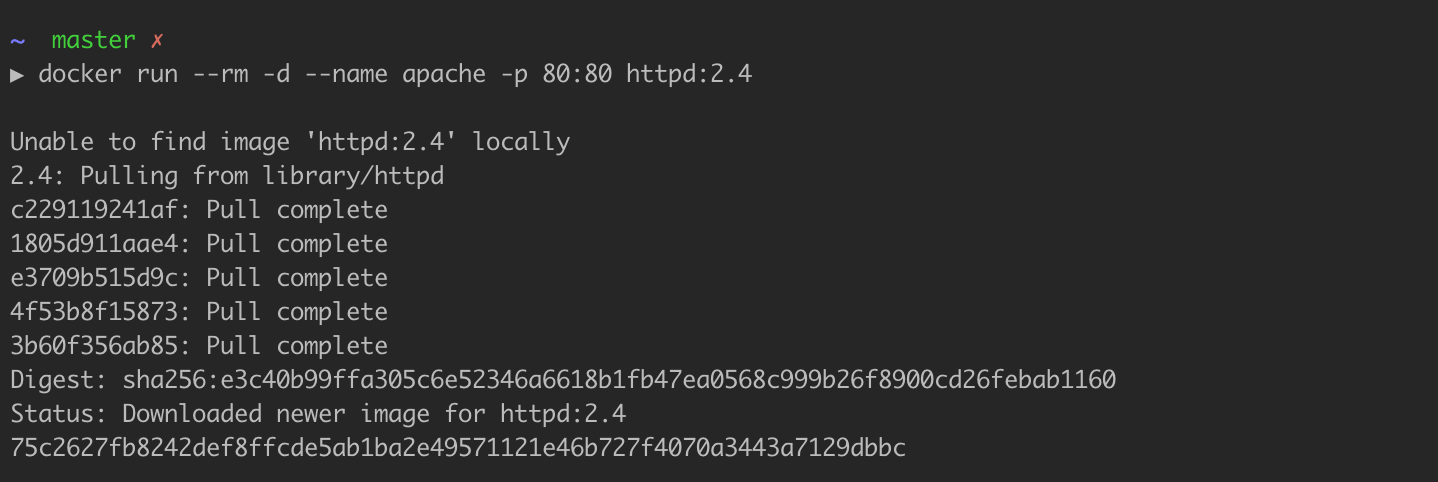 ~  master ✗
▶ docker run --rm -d --name apache -p 80:80 httpd:2.4
Unable to find image 'httpd:2.4' locally
2.4: Pulling from library/httpd
c229119241af: Pull complete
1805d911aae4: Pull complete
e3709b515d9c: Pull complete
4f53b8f15873: Pull complete
3b60f356ab85: Pull complete
Digest: sha256:e3c40b99ffa305c6e52346a6618b1fb47ea0568c999b26f8900cd26febab1160
Status: Downloaded newer image for httpd:2.4
75c2627fb8242def8ffcde5ab1ba2e49571121e46b727f4070a3443a7129dbbc